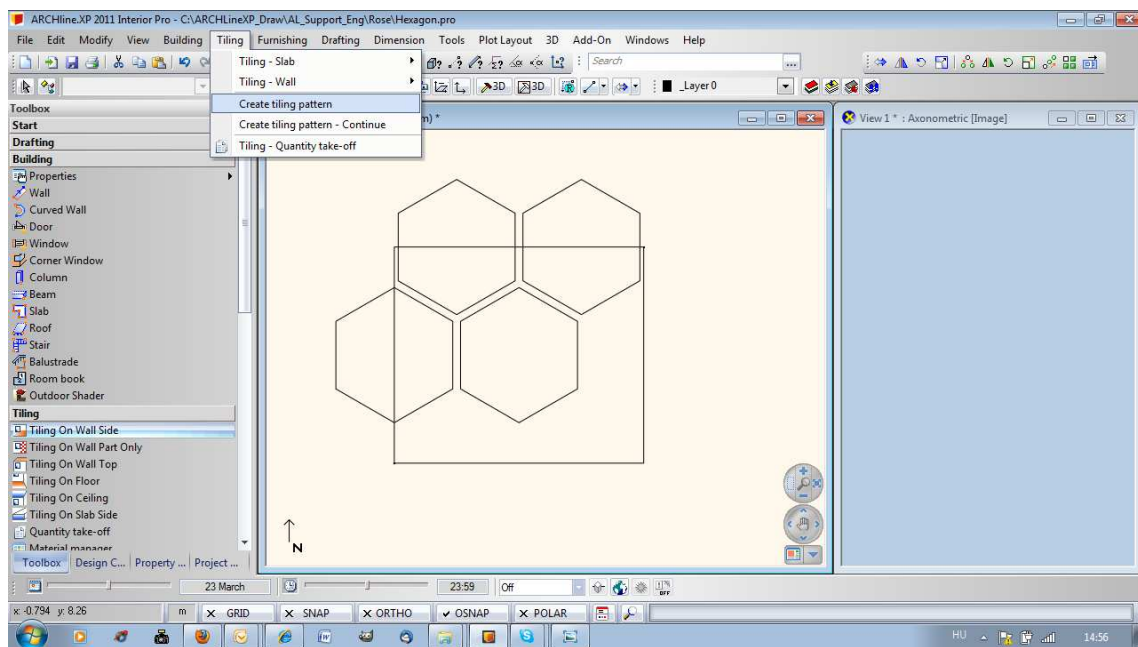 ARCHline.XP 2011 Interior Pro - C:\ARCHLineXP_Draw\AL_Support_Eng\Rose\Hexagon.pro
File Edit Modify View Building Tiling Furnishing Drafting Dimension Tools Plot Layout 3D Add-On Windows Help
Tiling - Slab
Tiling - Wall
Create tiling pattern
Create tiling pattern - Continue
Tiling - Quantity take-off
Search
3D 3D _Layer0
Toolbox
Start
Drafting
Building
Properties
Wall
Curved Wall
Door
Window
Corner Window
Column
Beam
Slab
Roof
Stair
Balustrade
Room book
Outdoor Shader
Tiling
Tiling On Wall Side
Tiling On Wall Part Only
Tiling On Wall Top
Tiling On Floor
Tiling On Ceiling
Tiling On Slab Side
Quantity take-off
Material manager
Toolbox Design C... Property ... Project ...
m) *
N
View 1 * : Axonometric [Image]
23 March 23:59 Off OFF
x: -0.794 y: 8.26 m GRID SNAP ORTHO OSNAP POLAR
HU 14:56